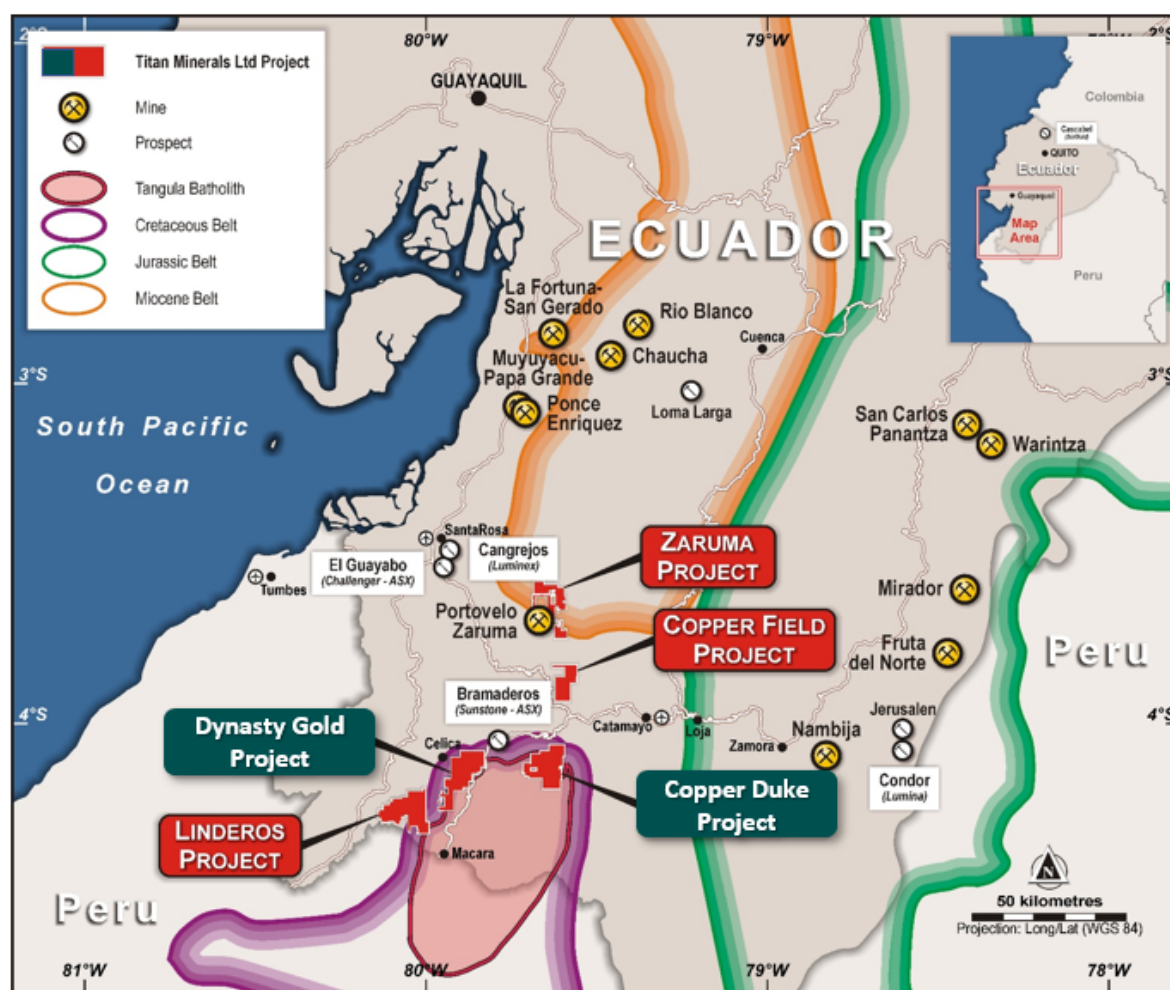 2°S
80°W
79°W
2°S
Titan Minerals Ltd Project
Mine
Prospect
Tangula Batholith
Cretaceous Belt
Jurassic Belt
Miocene Belt
GUAYAQUIL
ECUADOR
Colombia
Cascabel
QUITO
Ecuador
Guayaquil
Map
Area
Peru
La Fortuna-
San Gerado
Rio Blanco
Chaucha
Cuenca
Muyuyacu-
Papa Grande
Ponce
Enriquez
Loma Larga
3°S
3°S
South Pacific
Ocean
San Carlos
Panantza
Warintza
SantaRosa
Cangrejos
(Luminex)
El Guayabo
(Challenger - ASX)
Tumbes
ZARUMA
PROJECT
Portovelo
Zaruma
COPPER FIELD
PROJECT
Mirador
Fruta
del Norte
Peru
Bramaderos
(Sunstone - ASX)
4°S
4°S
Catamayo
Loja
Zamora
Nambija
Jerusalen
Condor
(Lumina)
Dynasty Gold
Project
Celica
Copper Duke
Project
LINDEROS
PROJECT
Macara
Peru
N
50 kilometres
Projection: Long/Lat (WGS 84)
81°W
80°W
79°W
78°W